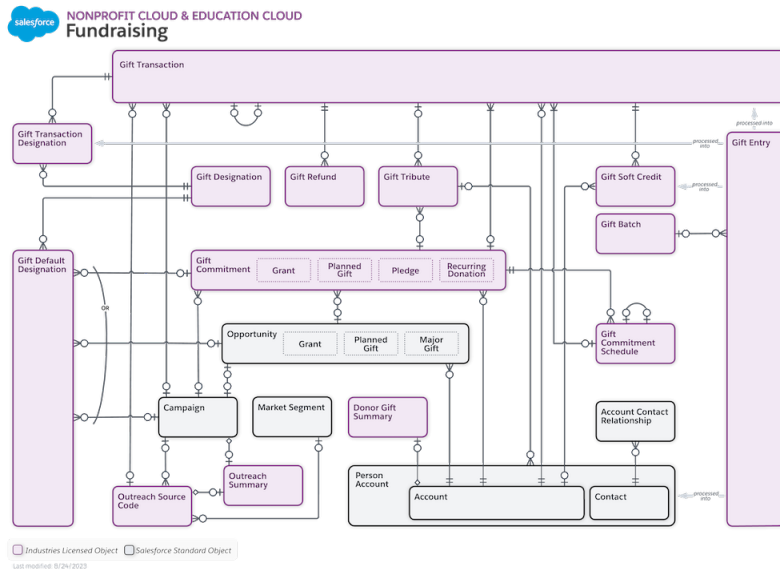 salesforce
NONPROFIT CLOUD & EDUCATION CLOUD
Fundraising
Gift Transaction
Gift Transaction
Designation
processed
into
processed
into
Gift Entry
Gift Designation
Gift Refund
Gift Tribute
Gift Soft Credit
processed
into
Gift Batch
Gift Default
Designation
Gift
Commitment
Grant
Planned
Gift
Pledge
Recurring
Donation
OR
Opportunity
Grant
Planned
Gift
Major
Gift
Gift
Commitment
Schedule
Campaign
Market Segment
Donor Gift
Summary
Account Contact
Relationship
Outreach
Summary
Outreach Source
Code
Person
Account
Account
Contact
processed
into
Industries Licensed Object
Salesforce Standard Object
Last modified: 8/24/2023